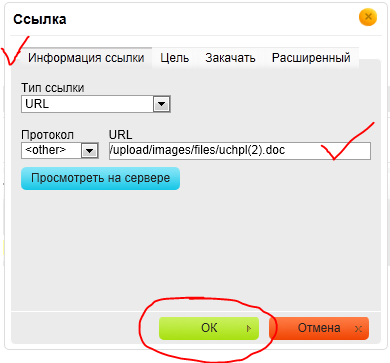 Ссылка
Информация ссылки Цель Закачать Расширенный
Тип ссылки
URL
Протокол URL
<other> /upload/images/files/uchpl(2).doc
Просмотреть на сервере
ОК Отмена